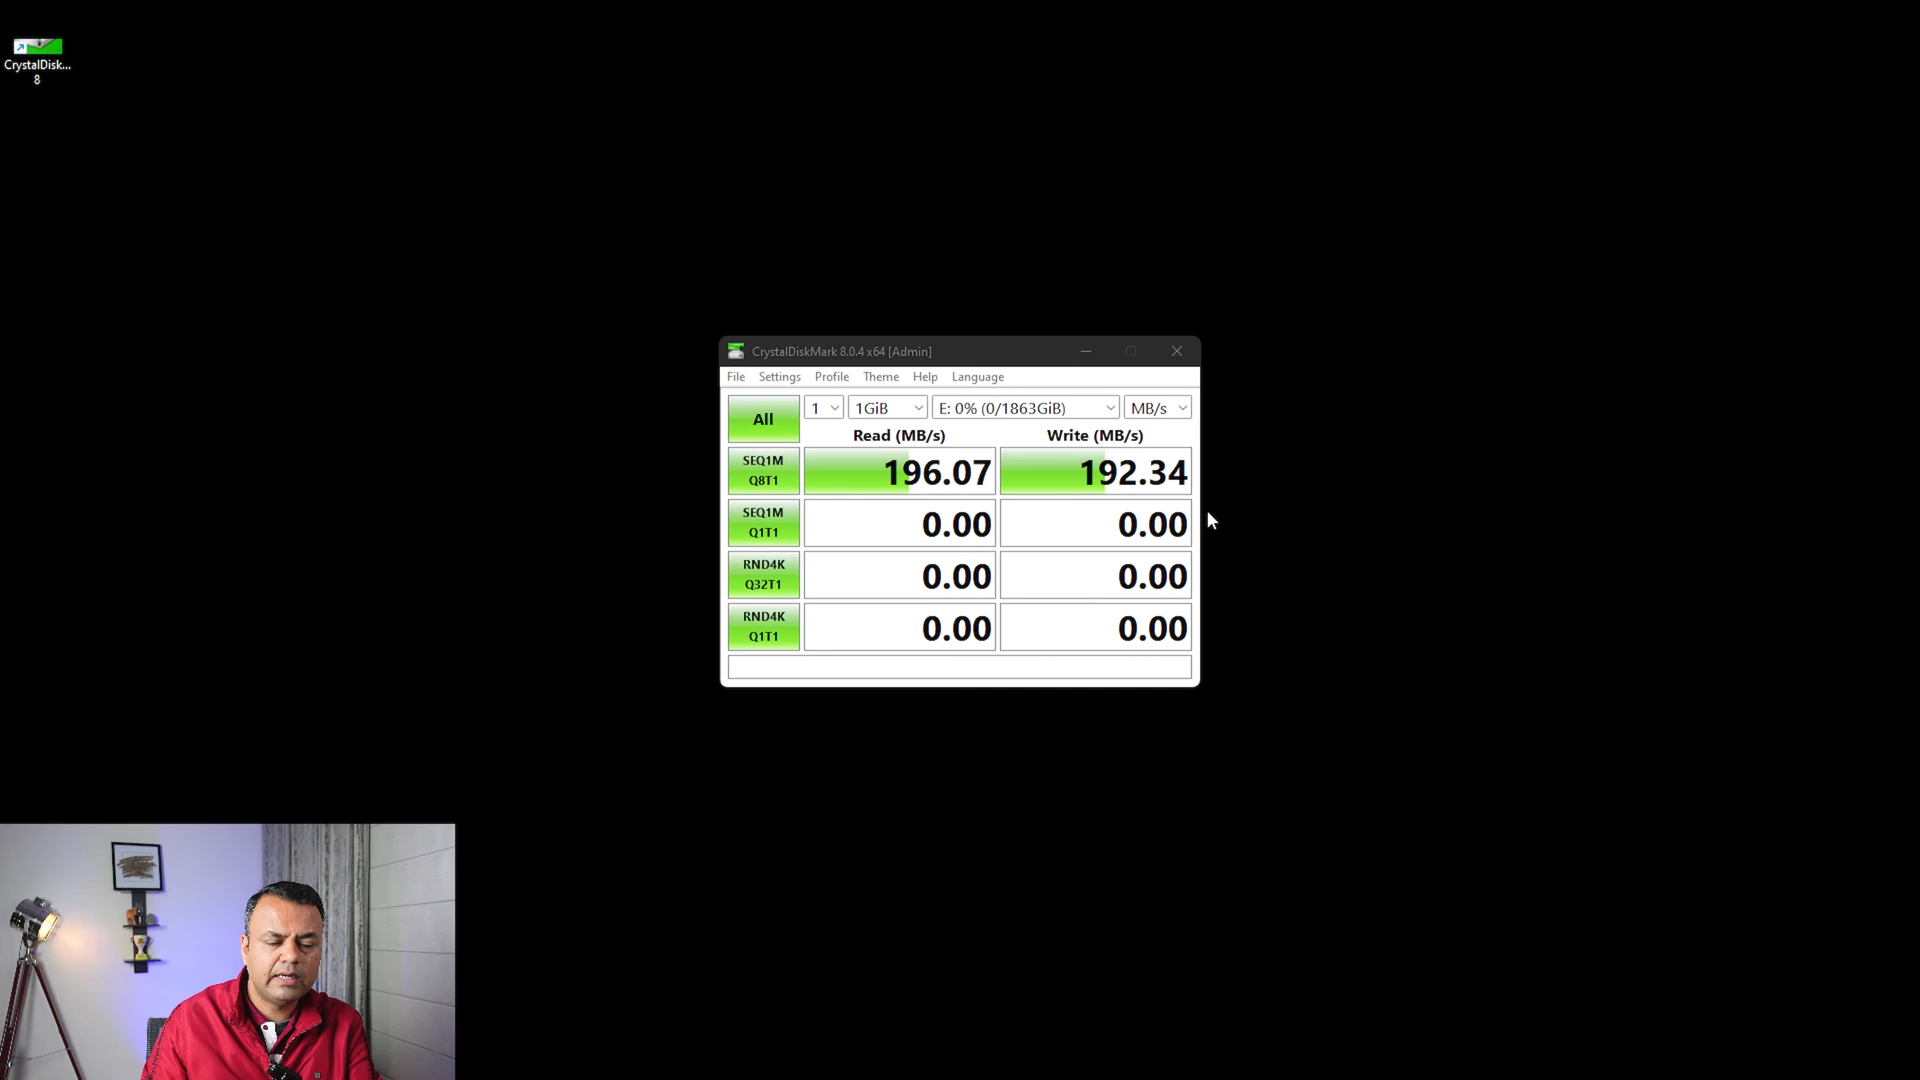 CrystalDisk...
8
CrystalDiskMark 8.0.4 x64 [Admin]
File Settings Profile Theme Help Language
All 1 1GiB E: 0% (0/1863GiB) MB/s
Read (MB/s) Write (MB/s)
SEQ1M
Q8T1 196.07 192.34
SEQ1M
Q1T1 0.00 0.00
RND4K
Q32T1 0.00 0.00
RND4K
Q1T1 0.00 0.00